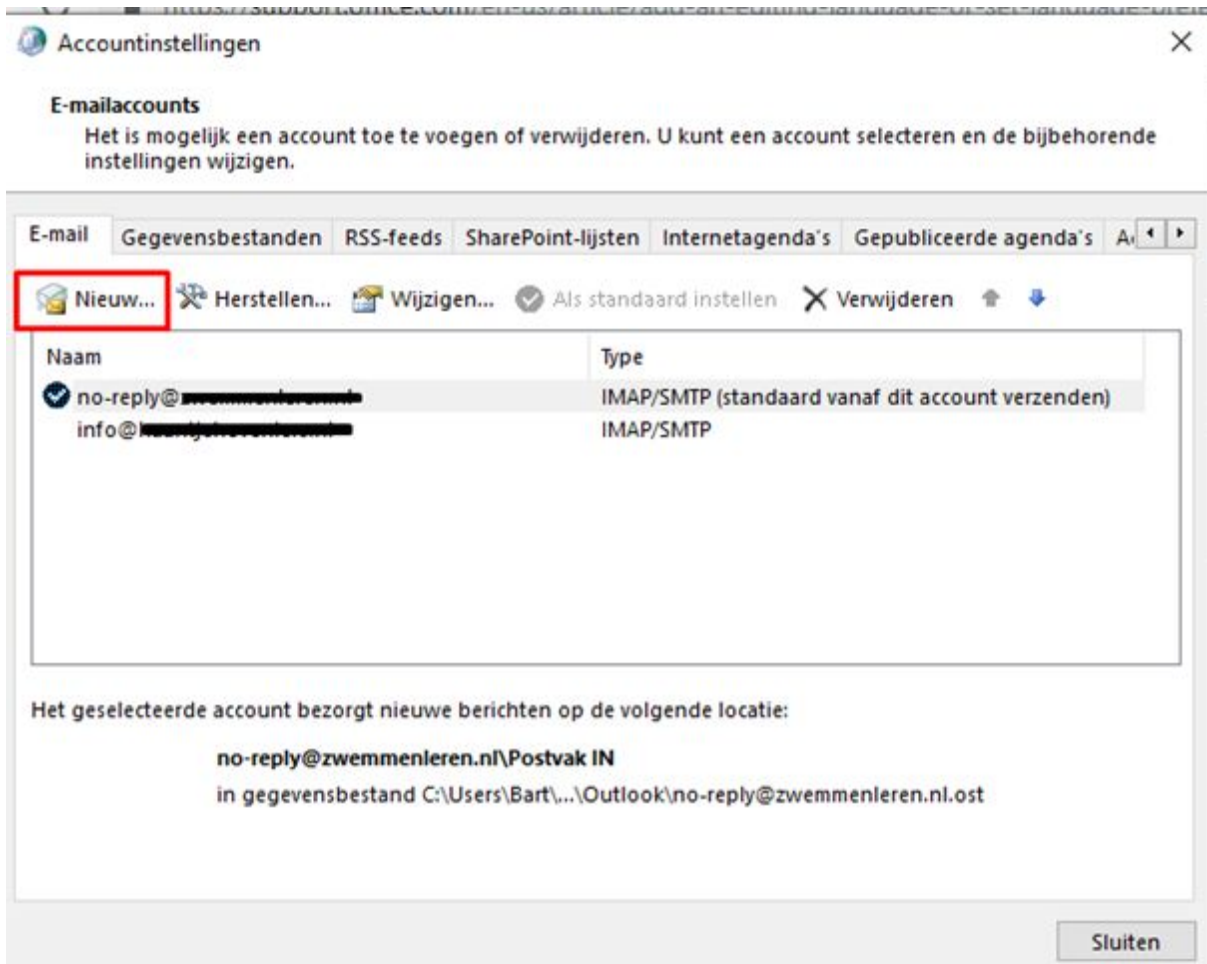 Accountinstellingen
E-mailaccounts
Het is mogelijk een account toe te voegen of verwijderen. U kunt een account selecteren en de bijbehorende
instellingen wijzigen.
E-mail Gegevensbestanden RSS-feeds SharePoint-lijsten Internetagenda's Gepubliceerde agenda's
Nieuw... Herstellen... Wijzigen... Als standaard instellen Verwijderen
Naam Type
no-reply@ IMAP/SMTP (standaard vanaf dit account verzenden)
info@ IMAP/SMTP
Het geselecteerde account bezorgt nieuwe berichten op de volgende locatie:
no-reply@zwemmenleren.nl\Postvak IN
in gegevensbestand C:\Users\Bart\...\Outlook\no-reply@zwemmenleren.nl.ost
Sluiten